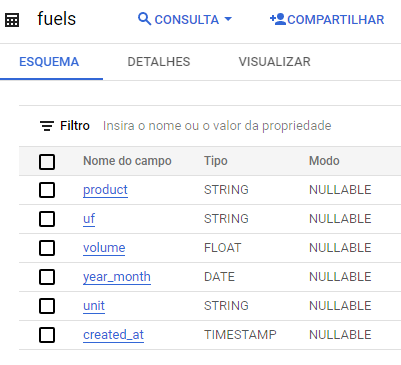 fuels CONSULTA COMPARTILHAR
ESQUEMA DETALHES VISUALIZAR
Filtro Insira o nome ou o valor da propriedade
Nome do campo Tipo Modo
product STRING NULLABLE
uf STRING NULLABLE
volume FLOAT NULLABLE
year_month DATE NULLABLE
unit STRING NULLABLE
created_at TIMESTAMP NULLABLE